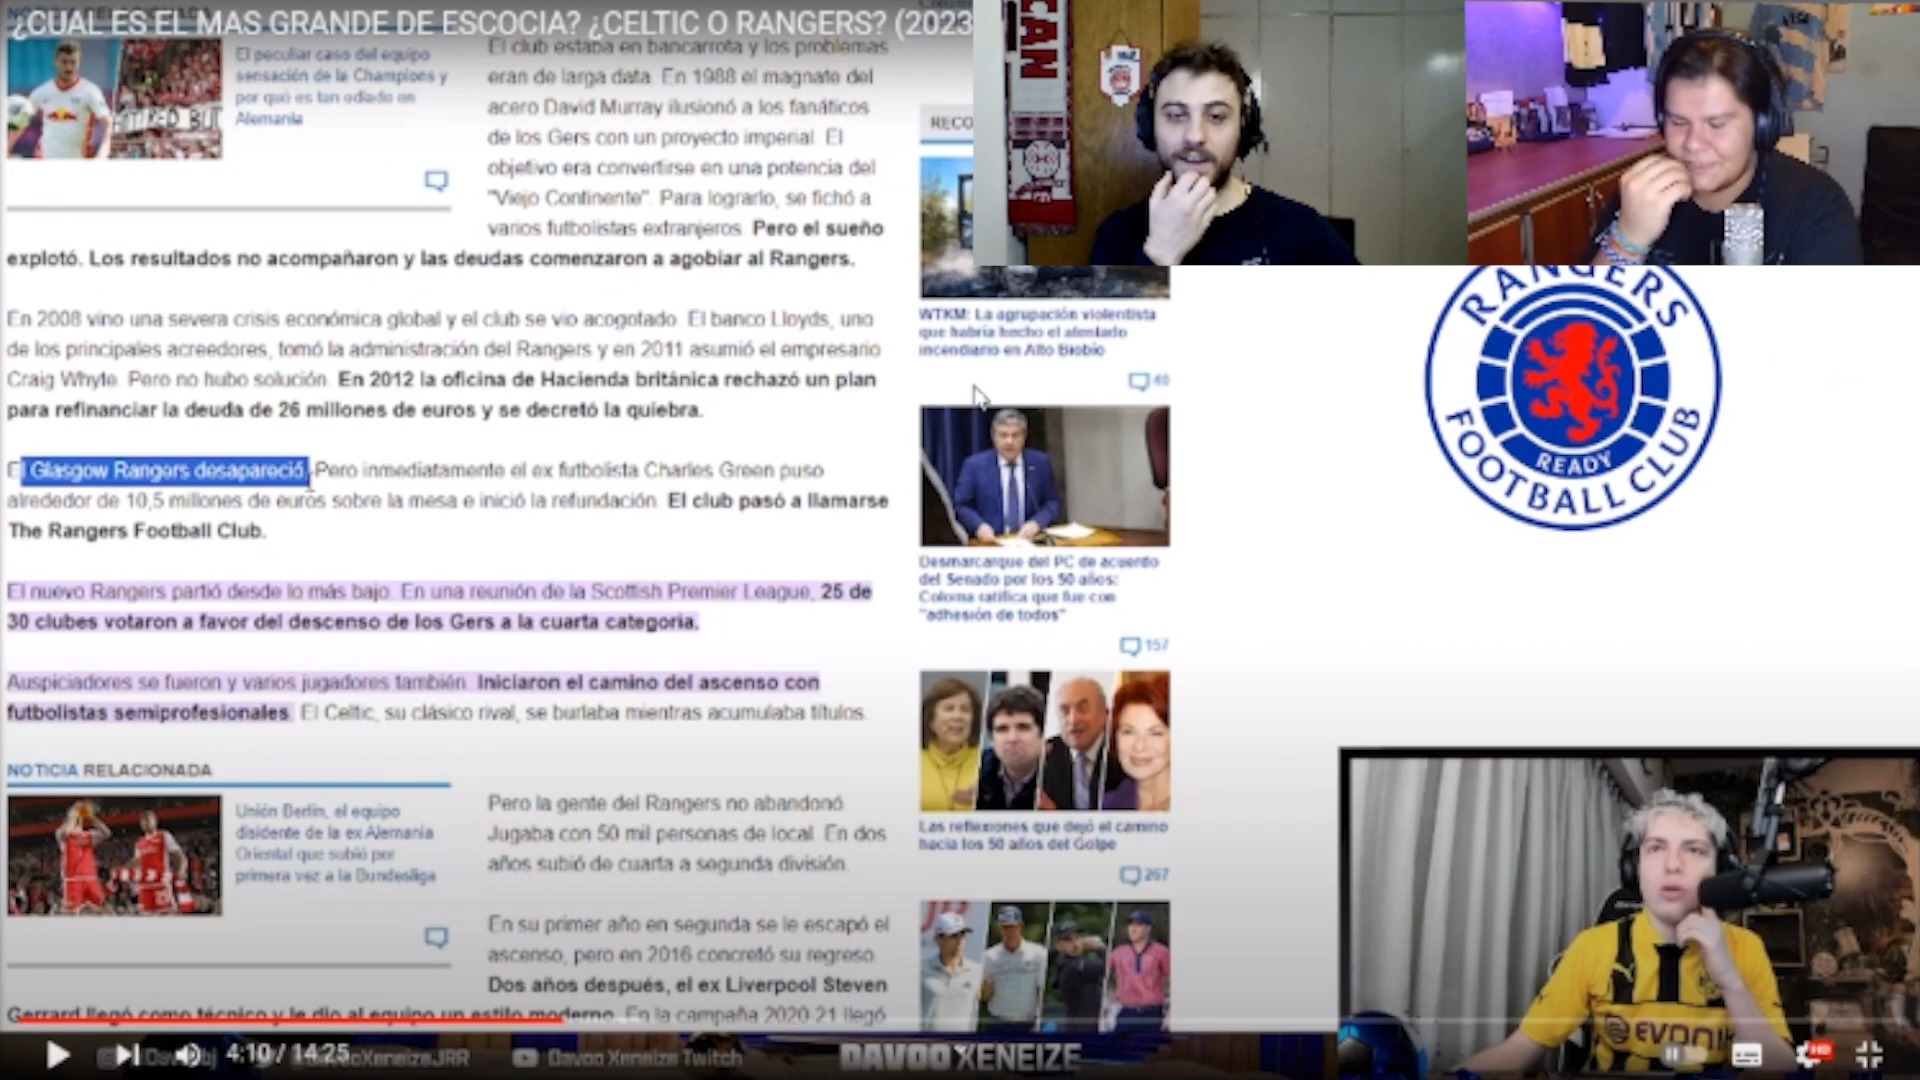 ¿CUAL ES EL MAS GRANDE DE ESCOCIA? ¿CELTIC O RANGERS? (2023
El peculiar caso del equipo
sensación de la Champions y
por qué es tan odiado en
Alemania
El club estaba en bancarrota y los problemas
eran de larga data. En 1988 el magnate del
acero David Murray ilusionó a los fanáticos
de los Gers con un proyecto imperial. El
objetivo era convertirse en una potencia del
"Viejo Continente". Para lograrlo, se fichó a
varios futbolistas extranjeros. Pero el sueño
explotó. Los resultados no acompañaron y las deudas comenzaron a agobiar al Rangers.
En 2008 vino una severa crisis económica global y el club se vio acogotado. El banco Lloyds, uno
de los principales acreedores, tomó la administración del Rangers y en 2011 asumió el empresario
Craig Whyte. Pero no hubo solución. En 2012 la oficina de Hacienda británica rechazó un plan
para refinanciar la deuda de 26 millones de euros y se decretó la quiebra.
El Glasgow Rangers desapareció. Pero inmediatamente el ex futbolista Charles Green puso
alrededor de 10,5 millones de euros sobre la mesa e inició la refundación. El club pasó a llamarse
The Rangers Football Club.
El nuevo Rangers partió desde lo más bajo. En una reunión de la Scottish Premier League, 25 de
30 clubes votaron a favor del descenso de los Gers a la cuarta categoría.
Auspiciadores se fueron y varios jugadores también. Iniciaron el camino del ascenso con
futbolistas semiprofesionales. El Celtic, su clásico rival, se burlaba mientras acumulaba títulos.
NOTICIA RELACIONADA
Unión Berlín, el equipo
disidente de la ex Alemania
Oriental que subió por
primera vez a la Bundesliga
Pero la gente del Rangers no abandonó.
Jugaba con 50 mil personas de local. En dos
años subió de cuarta a segunda división.
En su primer año en segunda se le escapó el
ascenso, pero en 2016 concretó su regreso.
Dos años después, el ex Liverpool Steven
Gerrard llegó como técnico y le dio al equipo un estilo moderno. En la campaña 2020-21 llegó
RECO
WTKM: La agrupación violentista
que habría hecho el atentado
incendiario en Alto Biobío
40
Desmarcarque del PC de acuerdo
del Senado por los 50 años:
Coloma ratifica que fue con
"adhesión de todos"
157
Las reflexiones que dejó el camino
hacia los 50 años del Golpe
267
CAN
RANGERS
READY
FOOTBALL CLUB
EVONIK
4:10 / 14:25
XeneizeJRR
Davoo Xeneize Twitch
DAVOO XENEIZE
HD